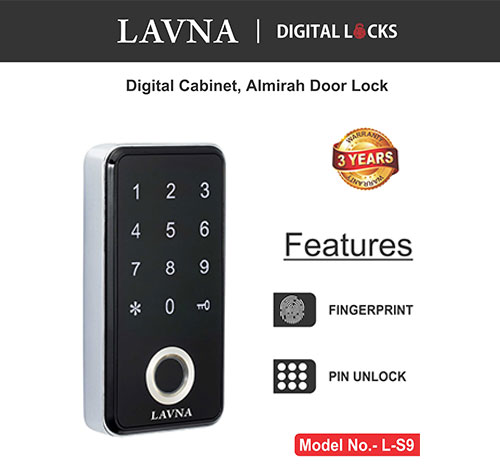 LAVNA | DIGITAL LOCKS
Digital Cabinet, Almirah Door Lock
WARRANTY
3 YEARS
WARRANTY
1 2 3
4 5 6
7 8 9
* 0
LAVNA
Features
FINGERPRINT
PIN UNLOCK
Model No.- L-S9